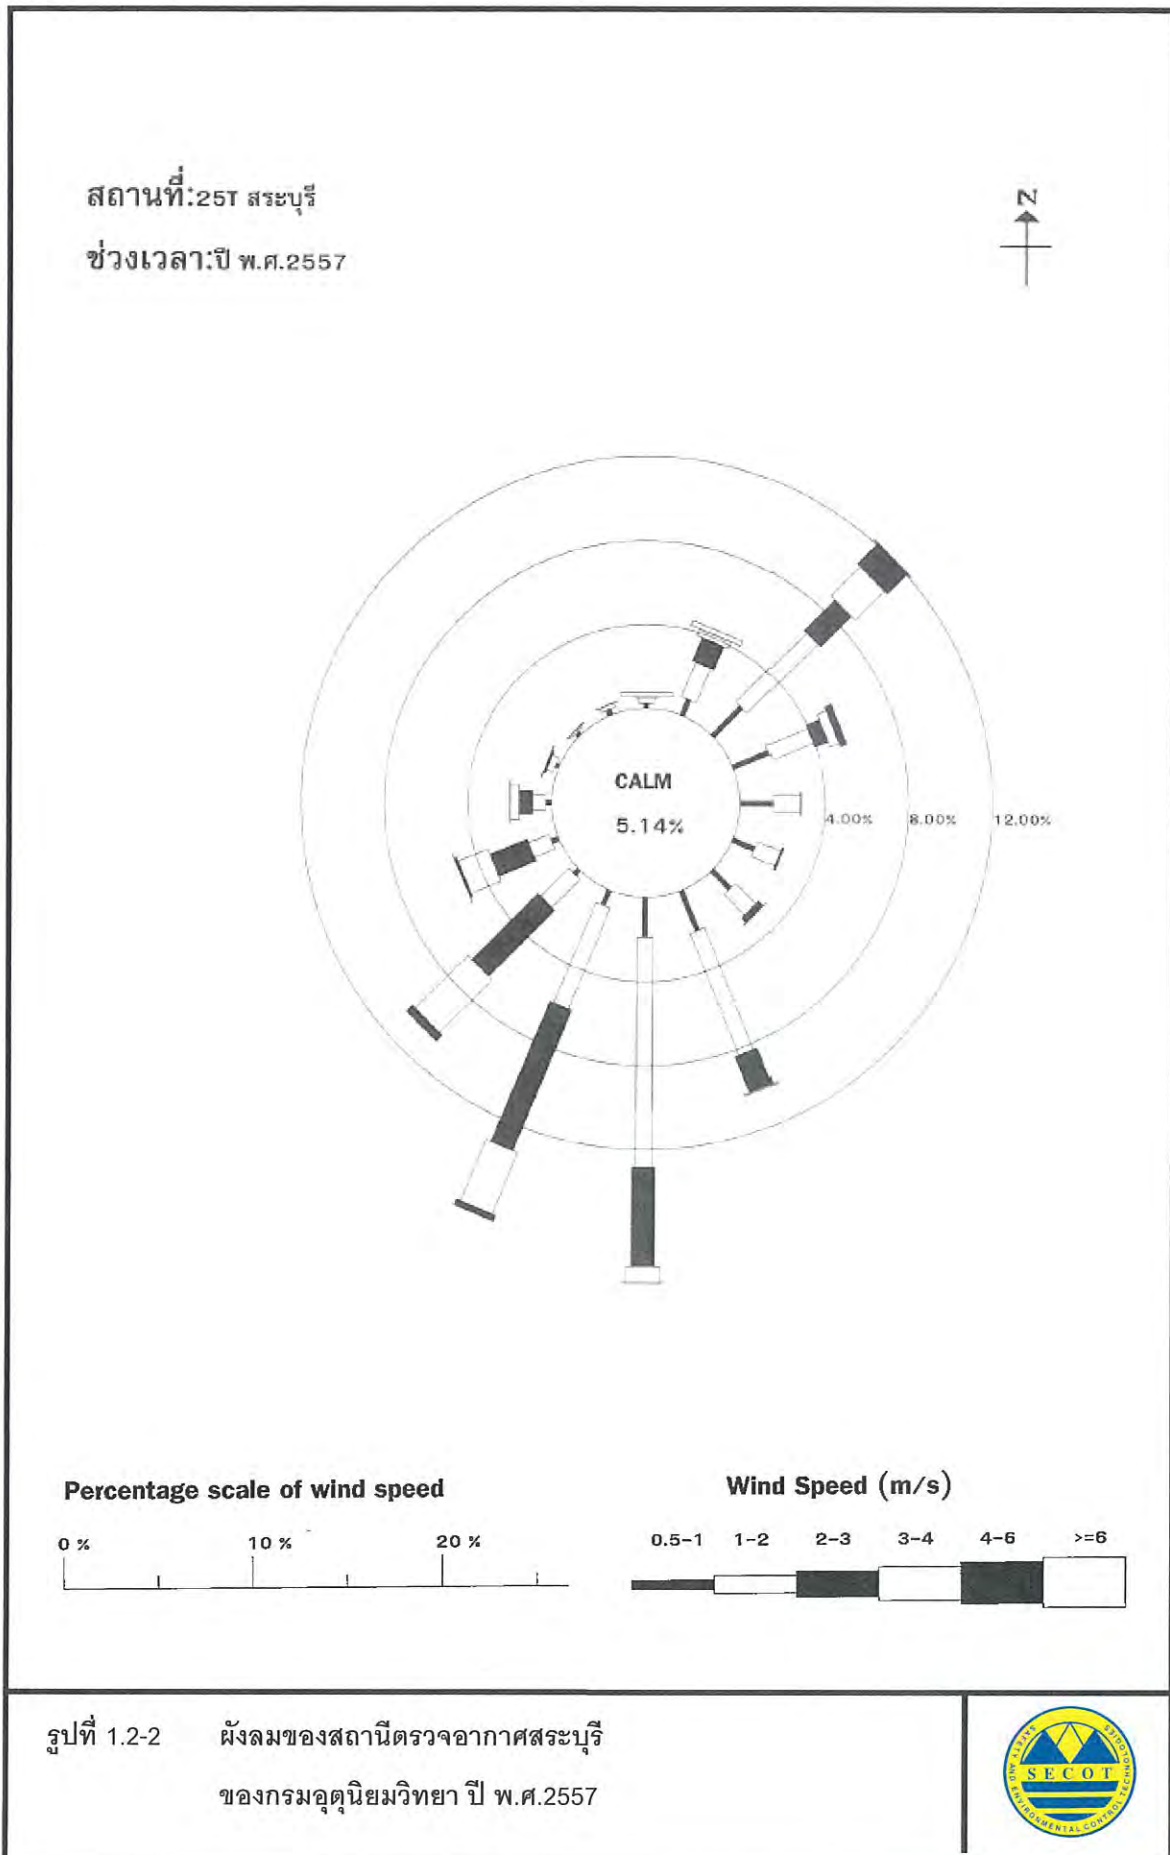 สถานที่:25T สระบุรี
ช่วงเวลา:ปี พ.ศ.2557
N
CALM
5.14%
4.00% 8.00% 12.00%
Percentage scale of wind speed
0 % 10 % 20 %
Wind Speed (m/s)
0.5-1 1-2 2-3 3-4 4-6 >=6
รูปที่ 1.2-2 ผังลมของสถานีตรวจอากาศสระบุรี
ของกรมอุตุนิยมวิทยา ปี พ.ศ.2557
SECOT
SAFETY AND ENVIRONMENTAL CONTROL TECHNOLOGIES